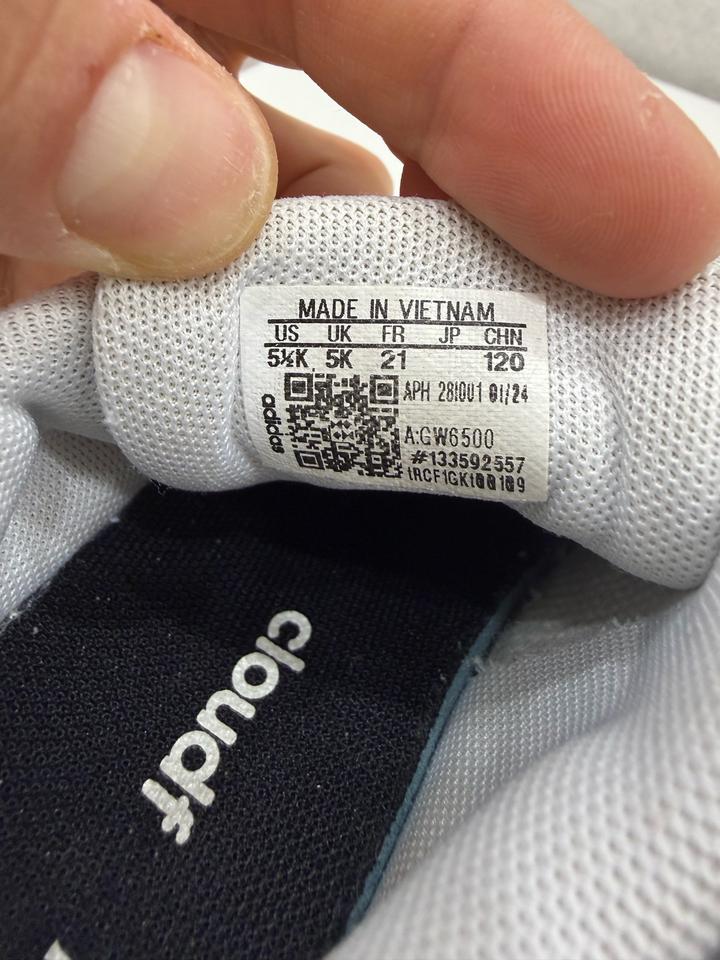 MADE IN VIETNAM
US UK FR JP CHN
5½K 5K 21 120
adidas
APH 281001 01/24
A:GW6500
#133592557
cloudf